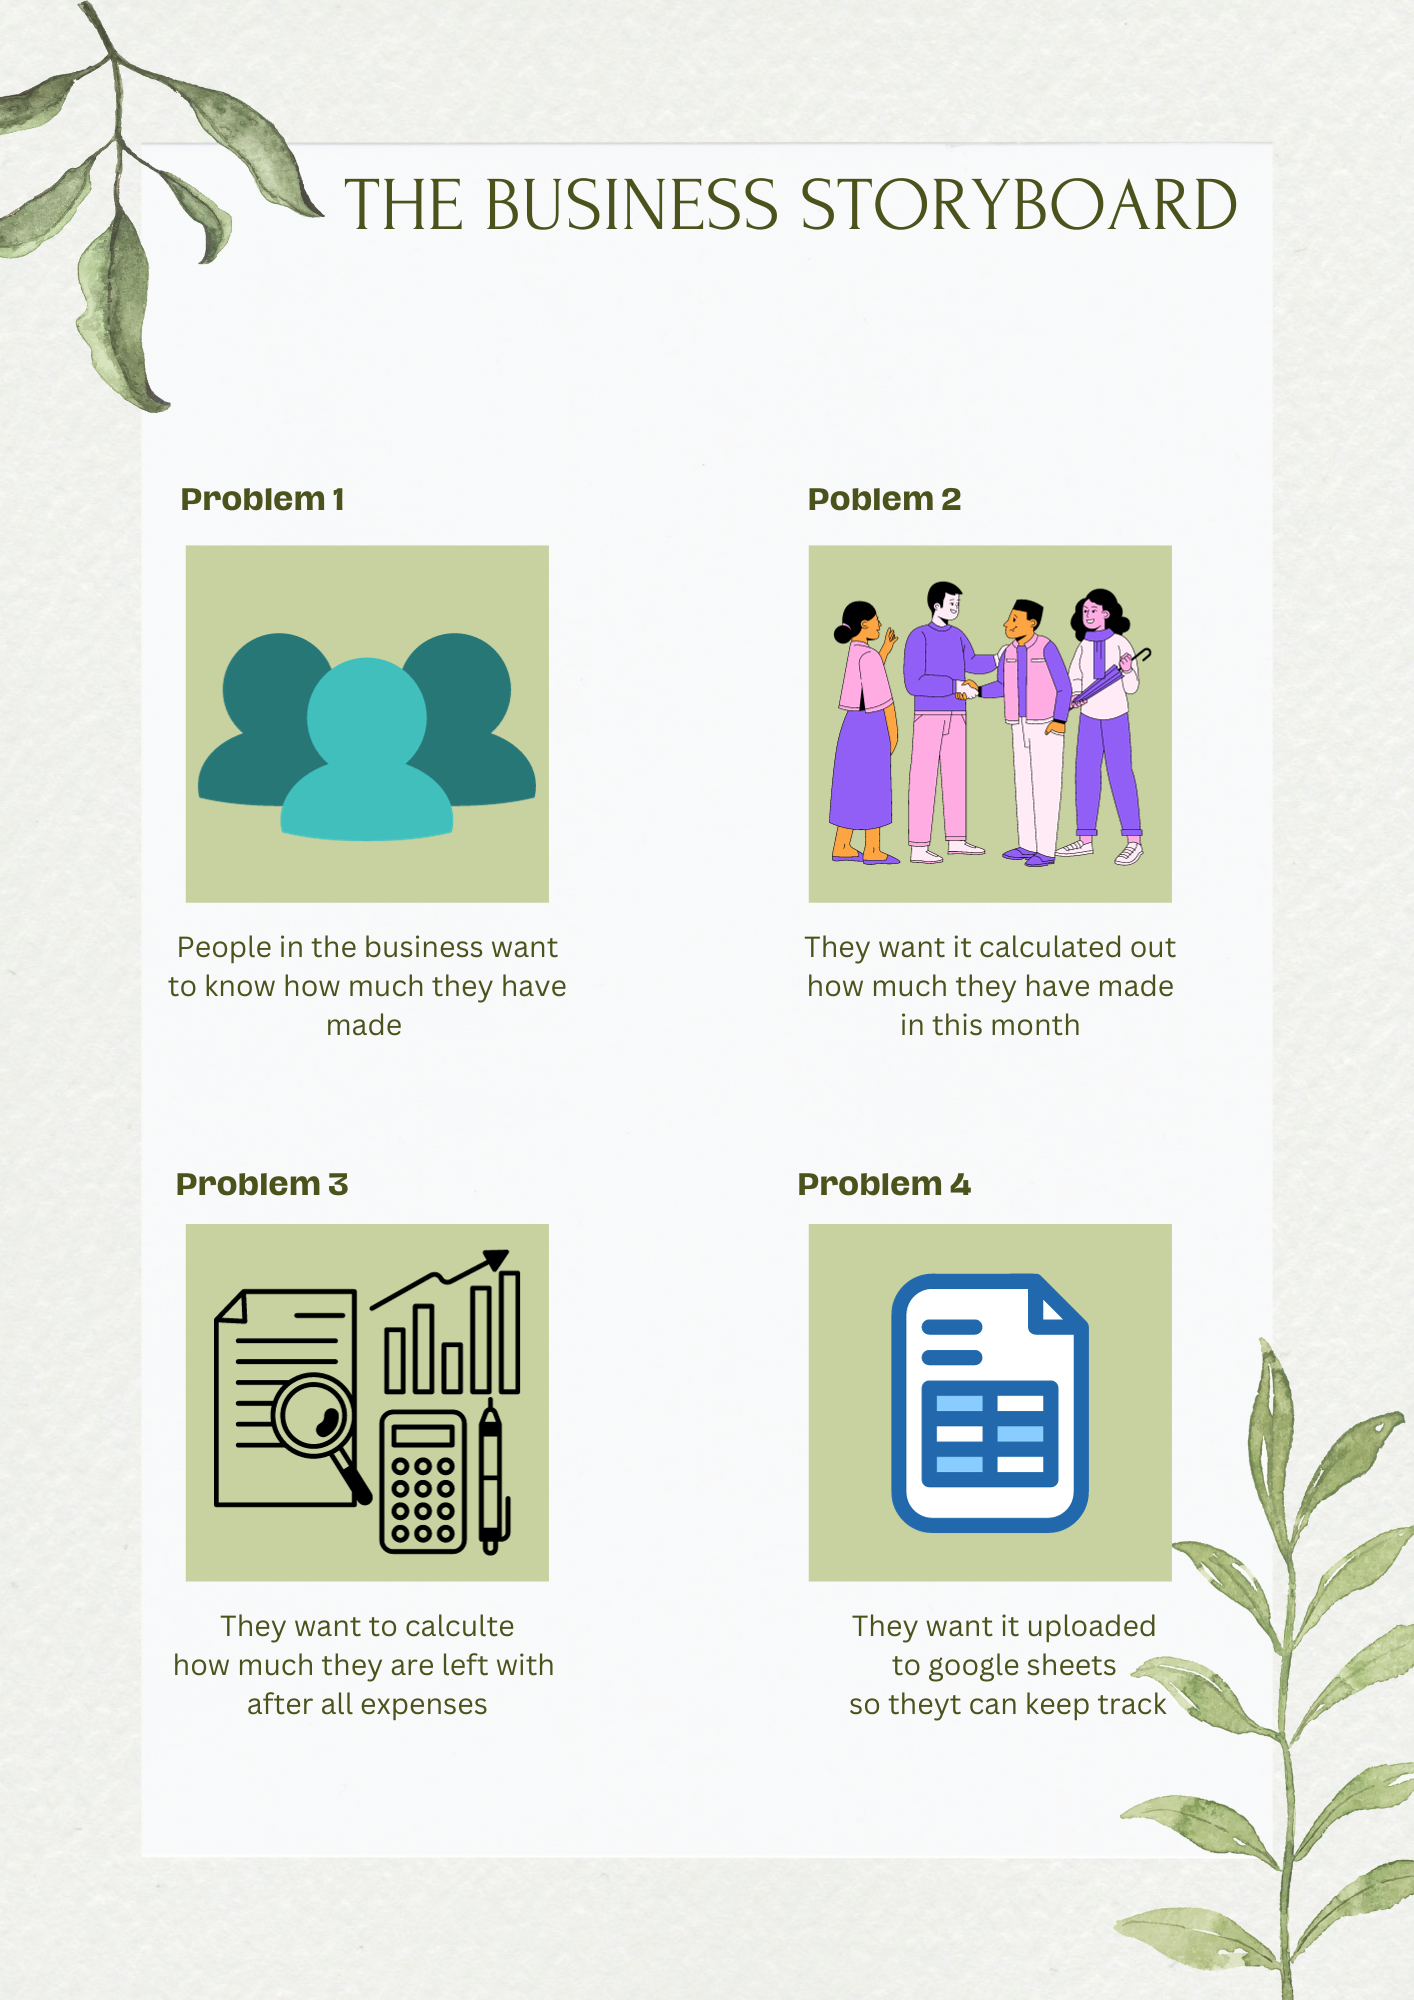 THE BUSINESS STORYBOARD
Problem 1
People in the business want
to know how much they have
made
Poblem 2
They want it calculated out
how much they have made
in this month
Problem 3
They want to calculte
how much they are left with
after all expenses
Problem 4
They want it uploaded
to google sheets
so theyt can keep track